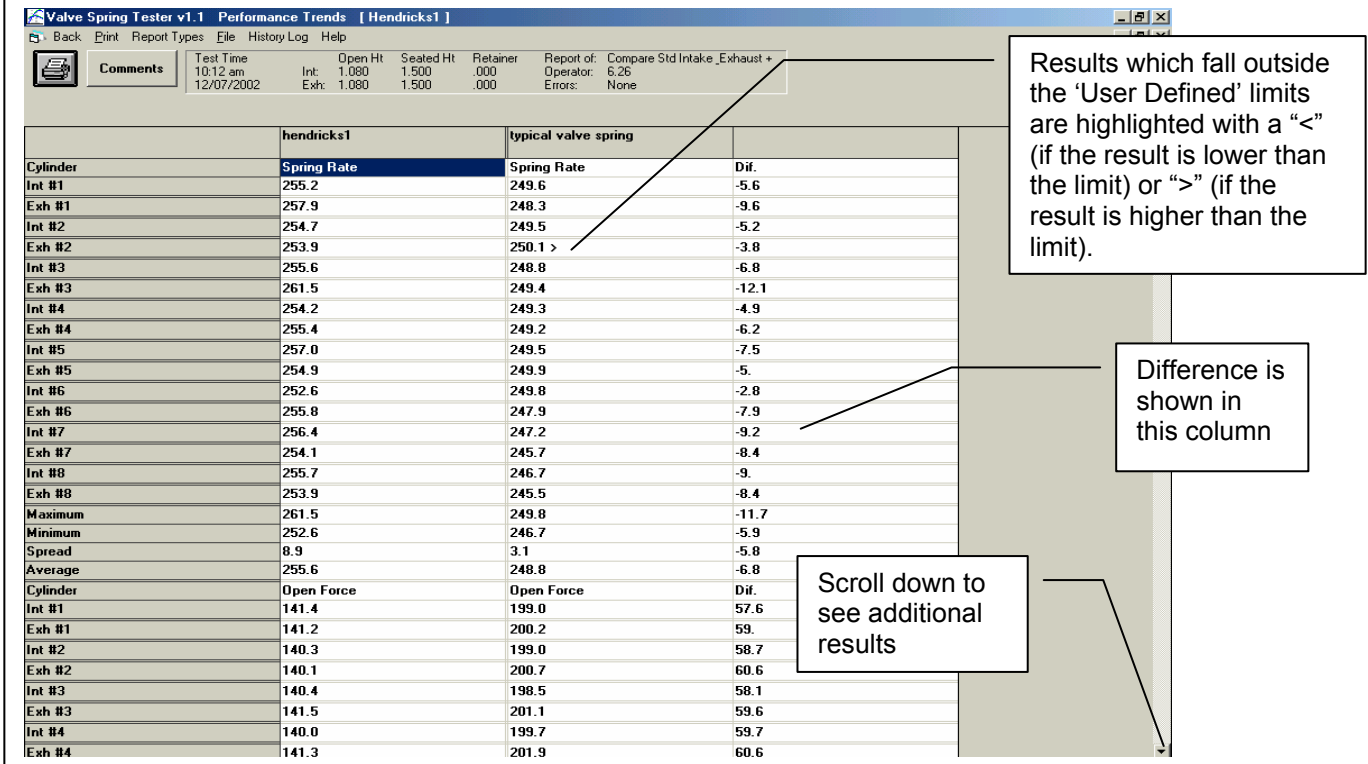 Valve Spring Tester v1.1 Performance Trends [ Hendricks1 ]
Back Print Report Types File History Log Help
Comments
Test Time Open Ht Seated Ht Retainer Report of: Compare Std Intake_Exhaust +
10:12 am Int: 1.080 1.500 .000 Operator: 6.26
12/07/2002 Exh: 1.080 1.500 .000 Errors: None
hendricks1 typical valve spring
Cylinder Spring Rate Spring Rate Dif.
Int #1 255.2 249.6 -5.6
Exh #1 257.9 248.3 -9.6
Int #2 254.7 249.5 -5.2
Exh #2 253.9 250.1 > -3.8
Int #3 255.6 248.8 -6.8
Exh #3 261.5 249.4 -12.1
Int #4 254.2 249.3 -4.9
Exh #4 255.4 249.2 -6.2
Int #5 257.0 249.5 -7.5
Exh #5 254.9 249.9 -5.
Int #6 252.6 249.8 -2.8
Exh #6 255.8 247.9 -7.9
Int #7 256.4 247.2 -9.2
Exh #7 254.1 245.7 -8.4
Int #8 255.7 246.7 -9.
Exh #8 253.9 245.5 -8.4
Maximum 261.5 249.8 -11.7
Minimum 252.6 246.7 -5.9
Spread 8.9 3.1 -5.8
Average 255.6 248.8 -6.8
Cylinder Open Force Open Force Dif.
Int #1 141.4 199.0 57.6
Exh #1 141.2 200.2 59.
Int #2 140.3 199.0 58.7
Exh #2 140.1 200.7 60.6
Int #3 140.4 198.5 58.1
Exh #3 141.5 201.1 59.6
Int #4 140.0 199.7 59.7
Exh #4 141.3 201.9 60.6
Results which fall outside
the ‘User Defined’ limits
are highlighted with a “<”
(if the result is lower than
the limit) or “>” (if the
result is higher than the
limit).
Difference is
shown in
this column
Scroll down to
see additional
results